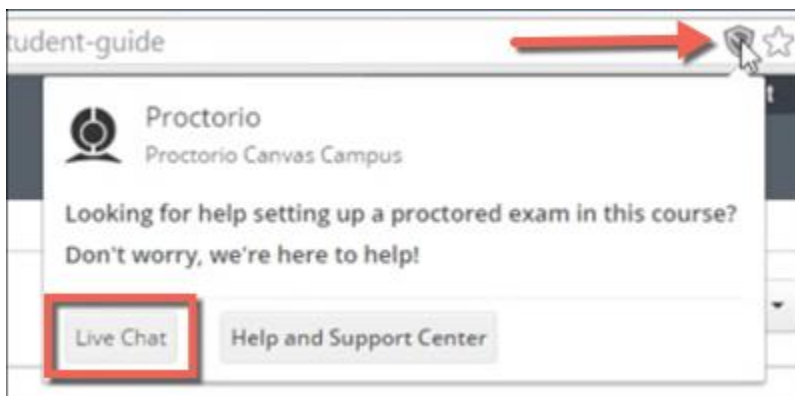 tudent-guide
t
Proctorio
Proctorio Canvas Campus
Looking for help setting up a proctored exam in this course?
Don't worry, we're here to help!
Live Chat
Help and Support Center